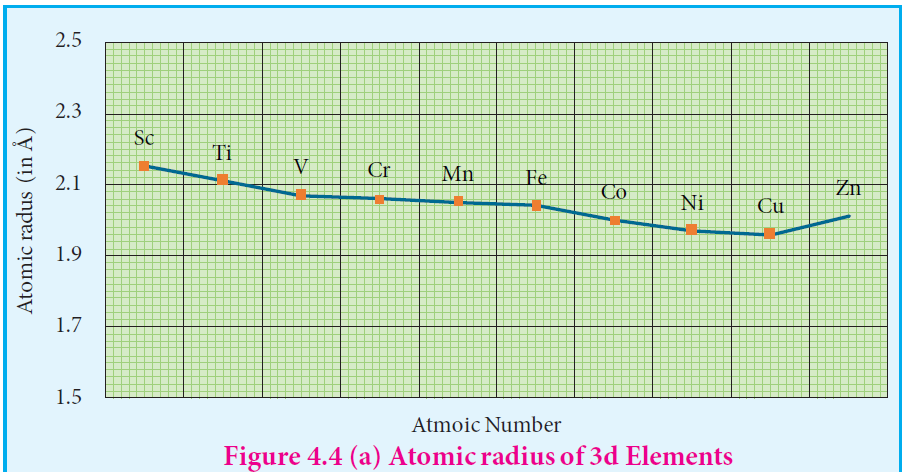 2.5
2.3
2.1
1.9
1.7
1.5
Atomic radus (in Å)
Sc
Ti
V
Cr
Mn
Fe
Co
Ni
Cu
Zn
Atmoic Number
Figure 4.4 (a) Atomic radius of 3d Elements